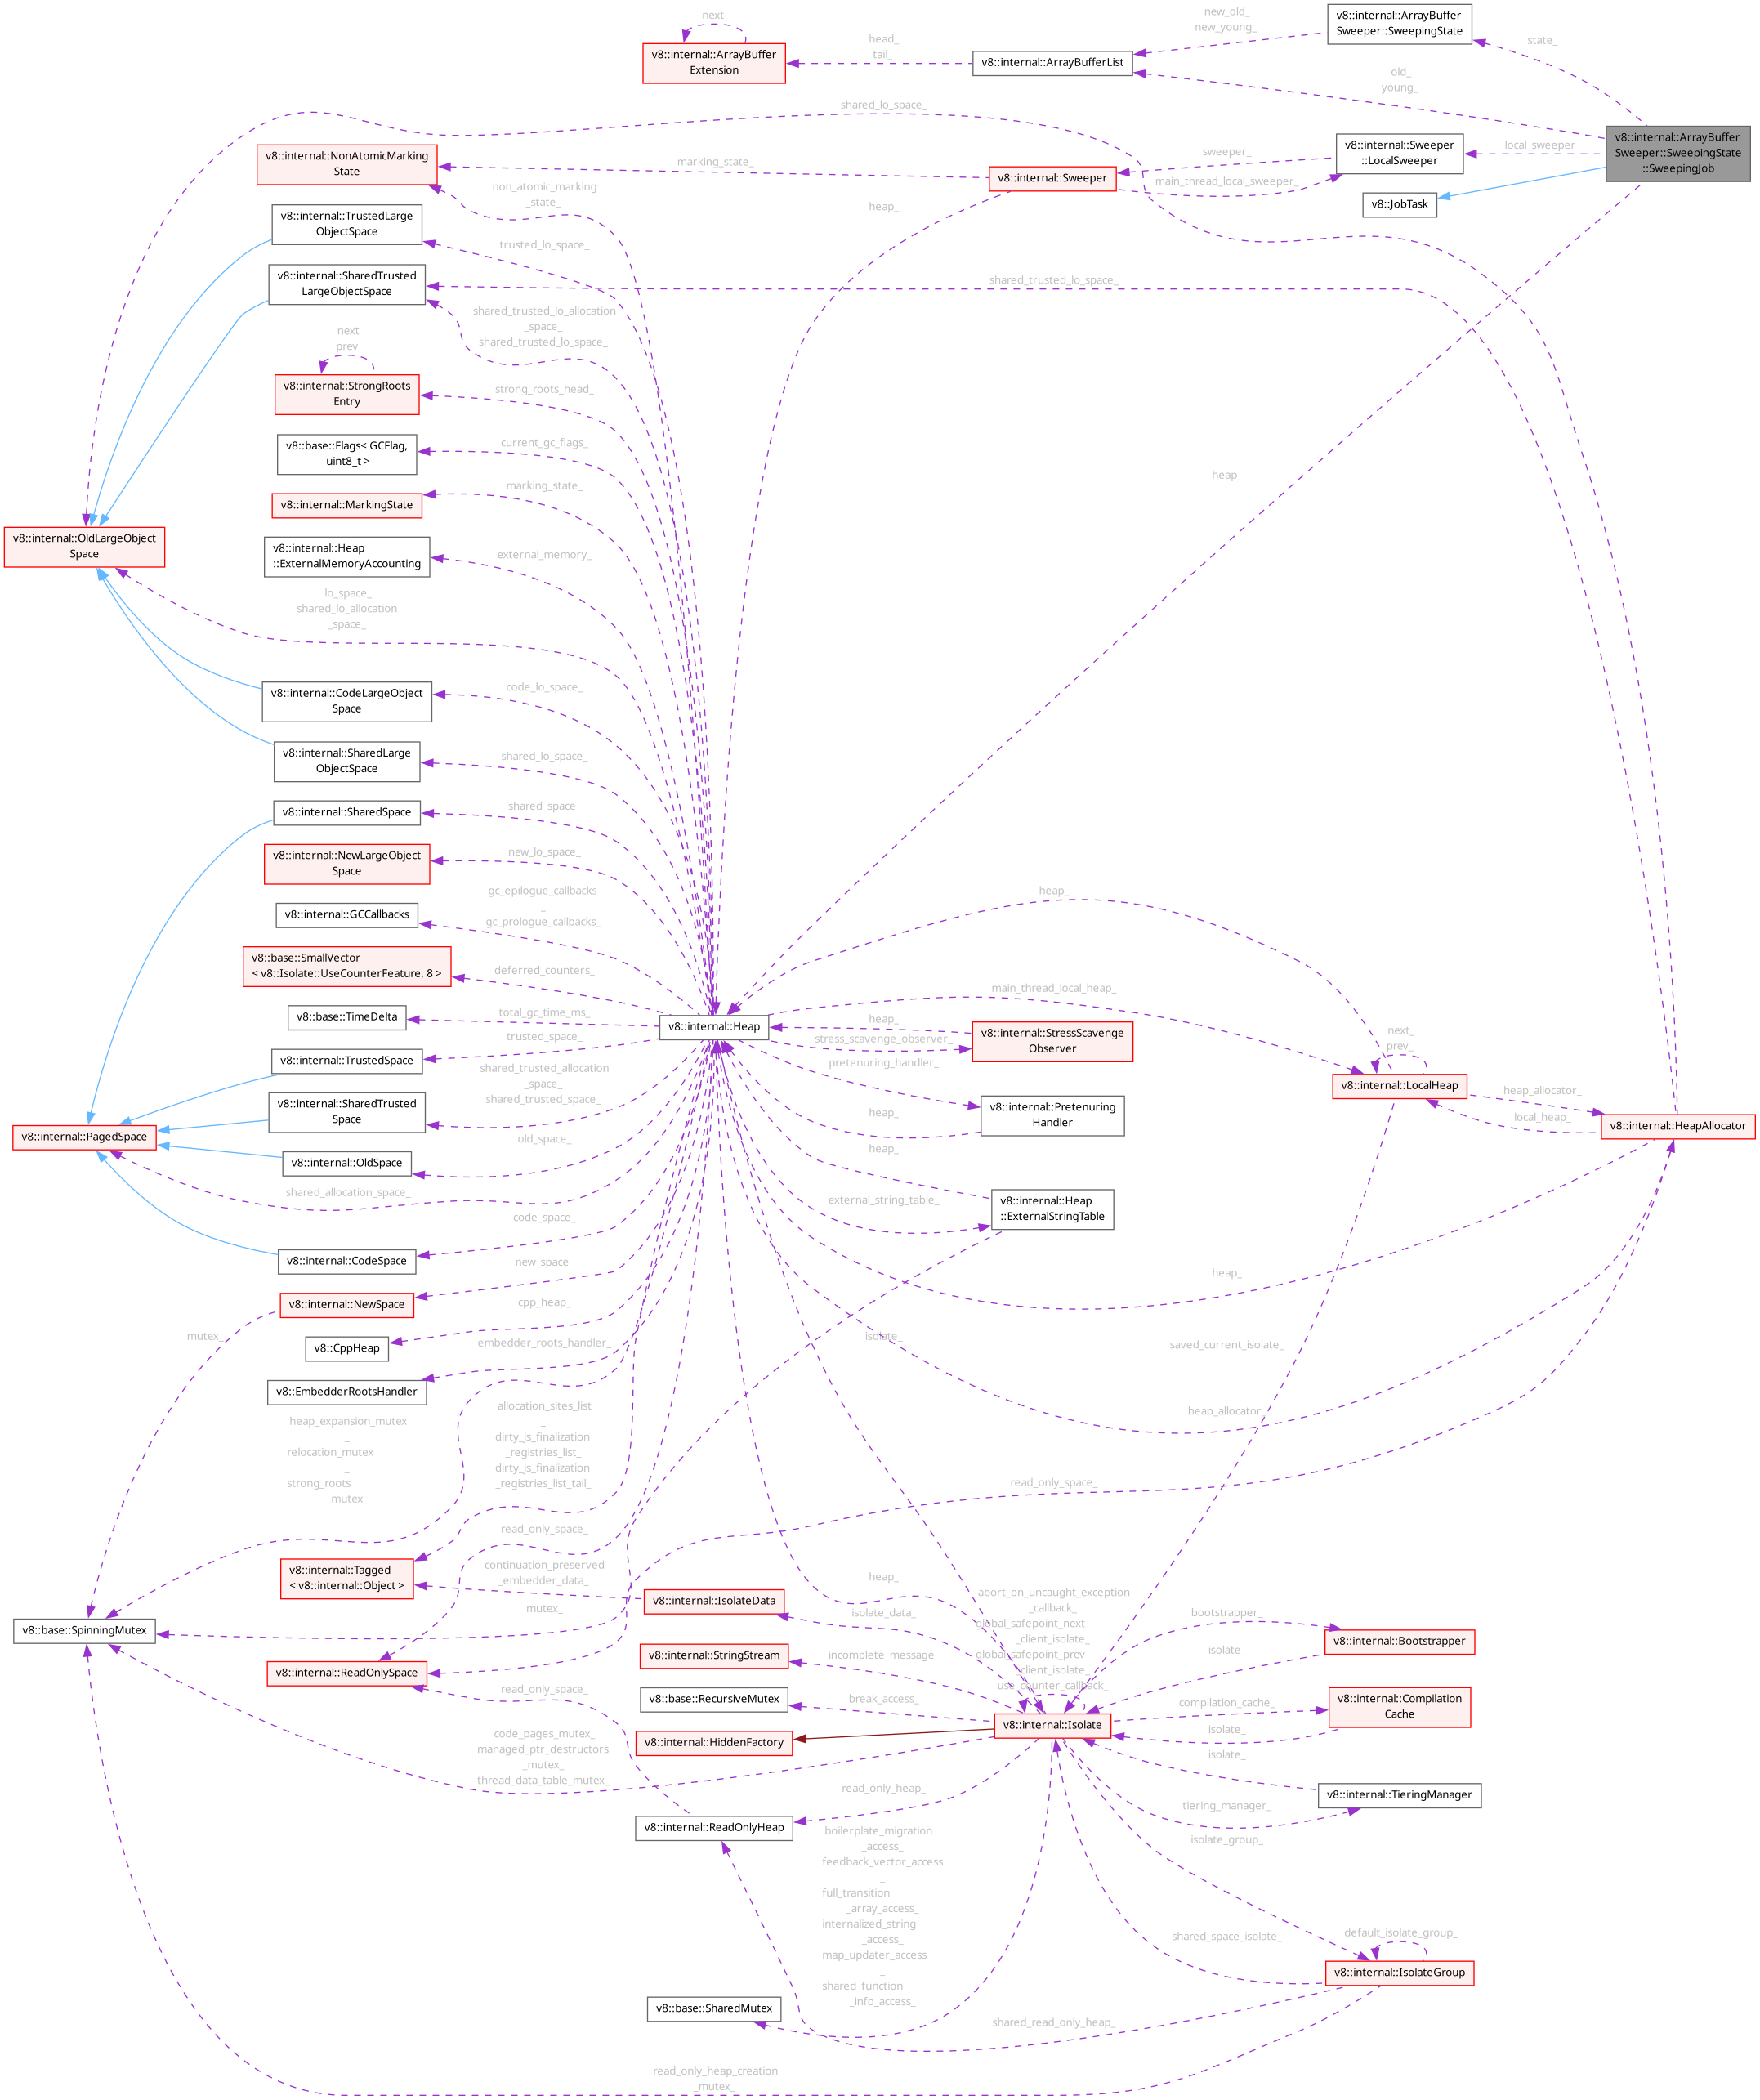 next_
v8::internal::ArrayBuffer
Extension
head_
tail_
v8::internal::ArrayBufferList
new_old_
new_young_
v8::internal::ArrayBuffer
Sweeper::SweepingState
state_
old_
young_
v8::internal::ArrayBuffer
Sweeper::SweepingState
::SweepingJob
shared_lo_space_
v8::internal::NonAtomicMarking
State
marking_state_
v8::internal::Sweeper
sweeper_
main_thread_local_sweeper_
v8::internal::Sweeper
::LocalSweeper
local_sweeper_
v8::JobTask
non_atomic_marking
_state_
heap_
v8::internal::TrustedLarge
ObjectSpace
trusted_lo_space_
v8::internal::SharedTrusted
LargeObjectSpace
shared_trusted_lo_space_
shared_trusted_lo_allocation
_space_
shared_trusted_lo_space_
next
prev
v8::internal::StrongRoots
Entry
strong_roots_head_
v8::base::Flags< GCFlag,
uint8_t >
current_gc_flags_
heap_
v8::internal::MarkingState
marking_state_
v8::internal::OldLargeObject
Space
v8::internal::Heap
::ExternalMemoryAccounting
external_memory_
lo_space_
shared_lo_allocation
_space_
v8::internal::CodeLargeObject
Space
code_lo_space_
v8::internal::SharedLarge
ObjectSpace
shared_lo_space_
v8::internal::SharedSpace
shared_space_
v8::internal::NewLargeObject
Space
new_lo_space_
v8::internal::GCCallbacks
gc_epilogue_callbacks
_
gc_prologue_callbacks_
heap_
v8::base::SmallVector
< v8::Isolate::UseCounterFeature, 8 >
deferred_counters_
v8::base::TimeDelta
total_gc_time_ms_
v8::internal::Heap
main_thread_local_heap_
heap_
stress_scavenge_observer_
v8::internal::StressScavenge
Observer
v8::internal::TrustedSpace
trusted_space_
pretenuring_handler_
next_
prev_
v8::internal::LocalHeap
heap_allocator_
local_heap_
v8::internal::HeapAllocator
v8::internal::SharedTrusted
Space
shared_trusted_allocation
_space_
shared_trusted_space_
heap_
v8::internal::Pretenuring
Handler
v8::internal::PagedSpace
v8::internal::OldSpace
old_space_
heap_
shared_allocation_space_
external_string_table_
v8::internal::Heap
::ExternalStringTable
v8::internal::CodeSpace
code_space_
heap_
v8::internal::NewSpace
new_space_
mutex_
v8::CppHeap
cpp_heap_
isolate_
saved_current_isolate_
v8::EmbedderRootsHandler
embedder_roots_handler_
heap_expansion_mutex
_
relocation_mutex
_
strong_roots
_mutex_
allocation_sites_list
_
dirty_js_finalization
_registries_list_
dirty_js_finalization
_registries_list_tail_
heap_allocator_
read_only_space_
read_only_space_
v8::internal::Tagged
< v8::internal::Object >
continuation_preserved
_embedder_data_
v8::internal::IsolateData
heap_
isolate_data_
abort_on_uncaught_exception
_callback_
global_safepoint_next
_client_isolate_
global_safepoint_prev
_client_isolate_
use_counter_callback_
v8::base::SpinningMutex
mutex_
bootstrapper_
v8::internal::Bootstrapper
isolate_
v8::internal::ReadOnlySpace
v8::internal::StringStream
incomplete_message_
read_only_space_
v8::base::RecursiveMutex
break_access_
v8::internal::Isolate
compilation_cache_
isolate_
v8::internal::Compilation
Cache
v8::internal::HiddenFactory
code_pages_mutex_
managed_ptr_destructors
_mutex_
thread_data_table_mutex_
isolate_
v8::internal::TieringManager
tiering_manager_
v8::internal::ReadOnlyHeap
read_only_heap_
isolate_group_
boilerplate_migration
_access_
feedback_vector_access
_
full_transition
_array_access_
internalized_string
_access_
map_updater_access
_
shared_function
_info_access_
shared_space_isolate_
default_isolate_group_
v8::internal::IsolateGroup
v8::base::SharedMutex
shared_read_only_heap_
read_only_heap_creation
_mutex_